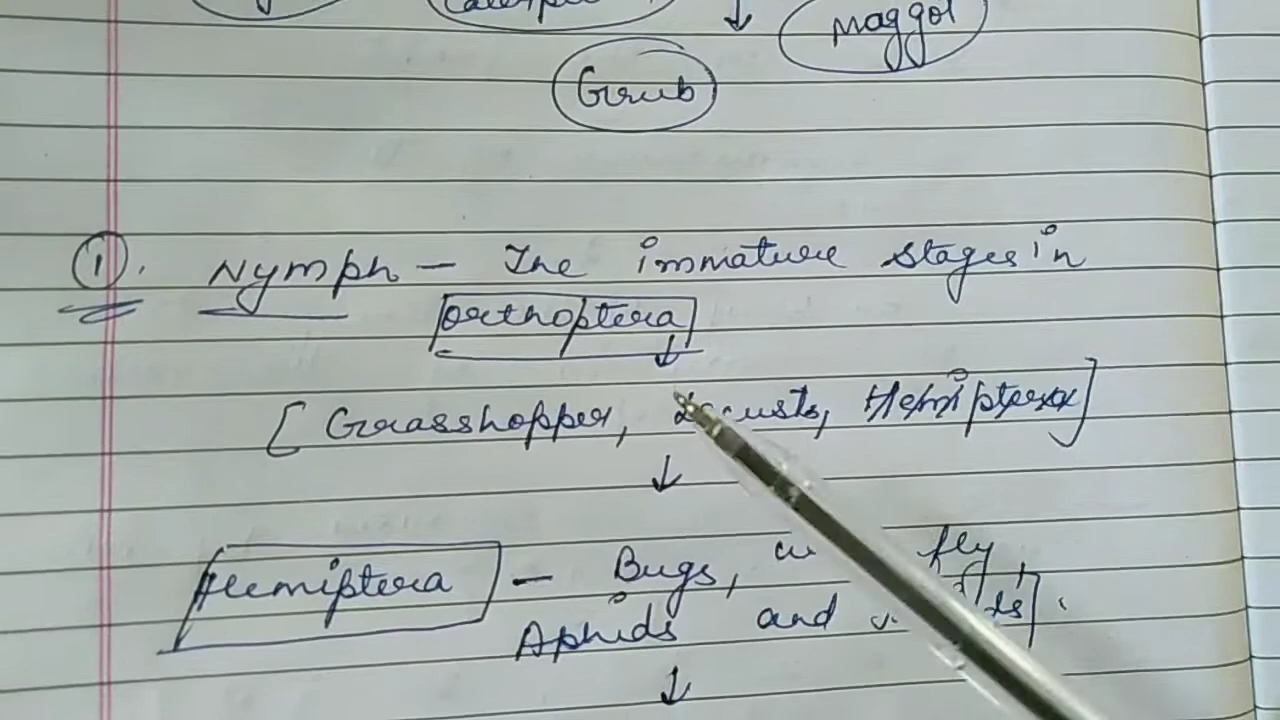 Maggot
Grub
1. Nymph - The immature stages in
Orthoptera
[Grasshopper, Locusts, Hemiptera]
Hemiptera - Bugs, fly,
Aphids and